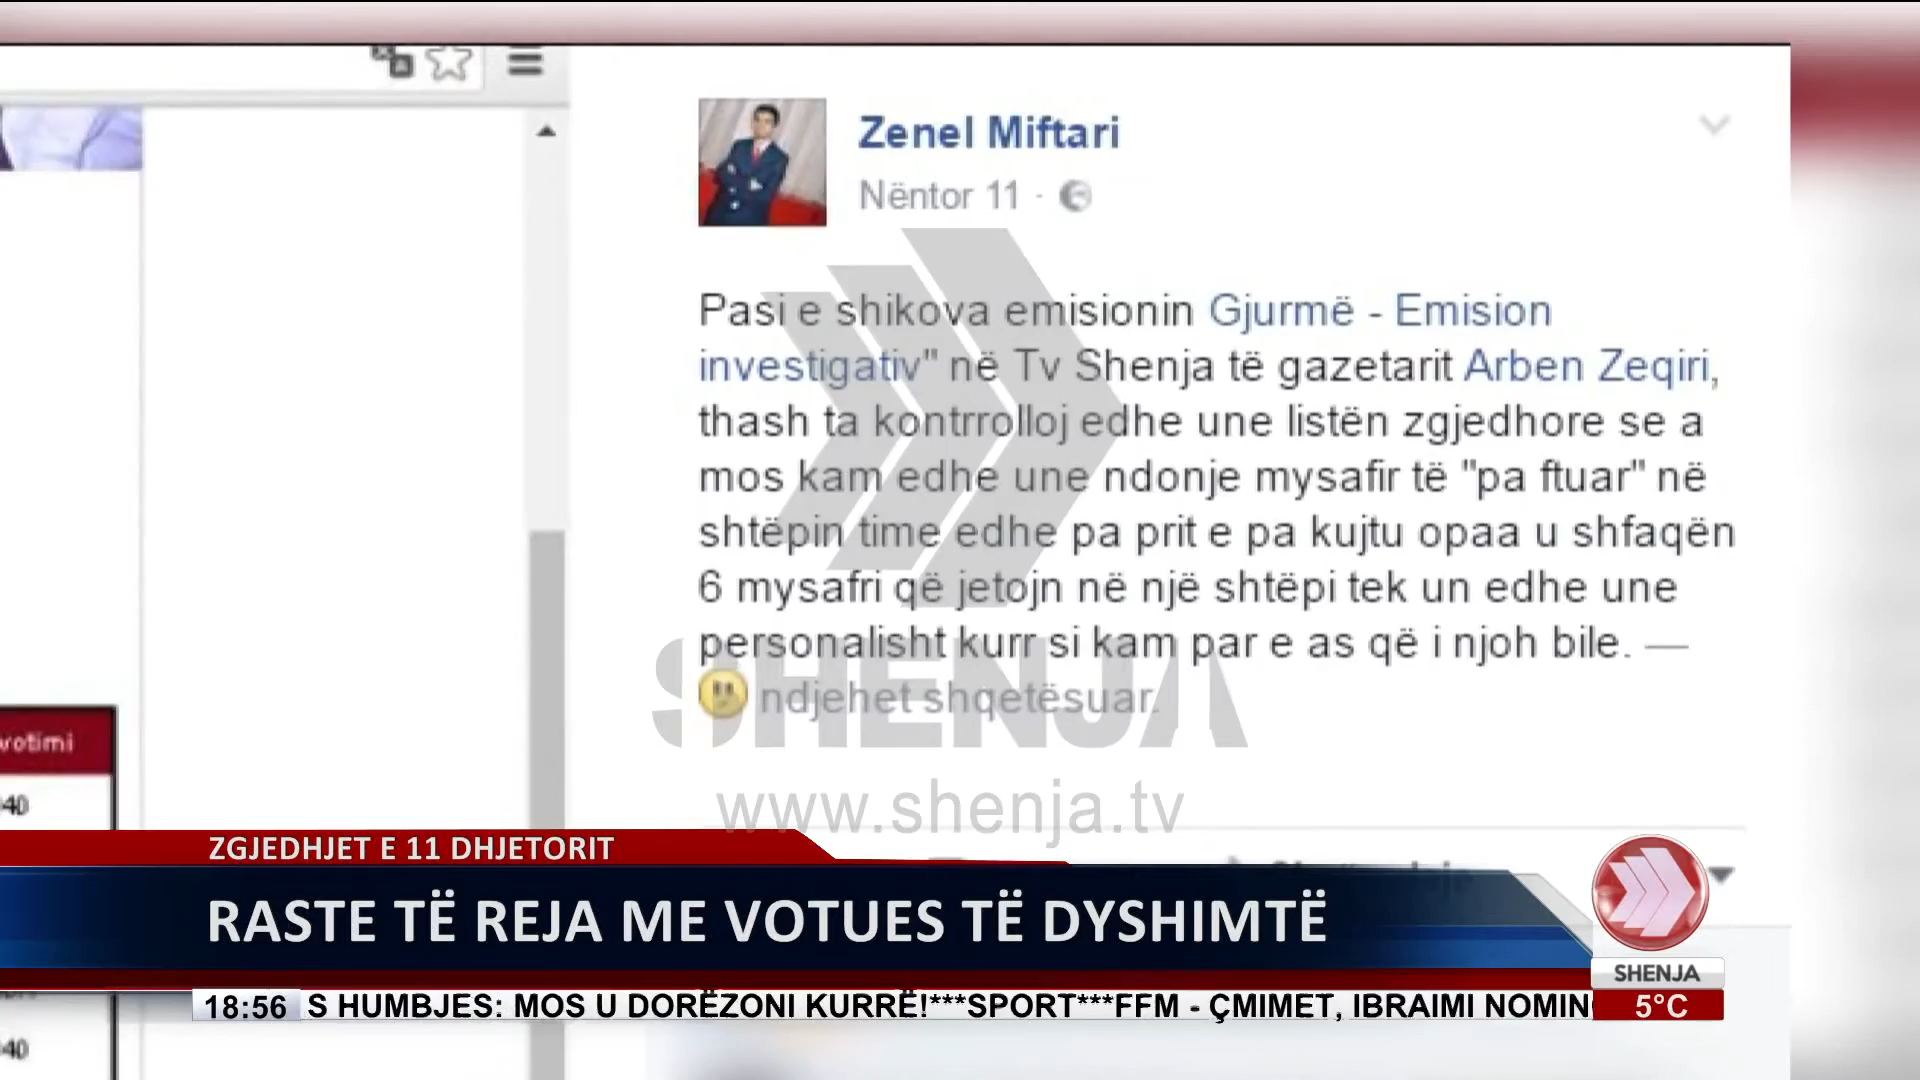 Zenel Miftari
Nëntor 11 ·
Pasi e shikova emisionin Gjurmë - Emision
investigativ" në Tv Shenja të gazetarit Arben Zeqiri,
thash ta kontrrolloj edhe une listën zgjedhore se a
mos kam edhe une ndonje mysafir të "pa ftuar" në
shtëpin time edhe pa prit e pa kujtu opaa u shfaqën
6 mysafri që jetojn në një shtëpi tek un edhe une
personalisht kurr si kam par e as që i njoh bile. —
ndjehet shqetësuar.
SHENJA
www.shenja.tv
votimi
40
40
ZGJEDHJET E 11 DHJETORIT
RASTE TË REJA ME VOTUES TË DYSHIMTË
SHENJA
18:56 S HUMBJES: MOS U DORËZONI KURRË!***SPORT***FFM - ÇMIMET, IBRAIMI NOMIN
5°C